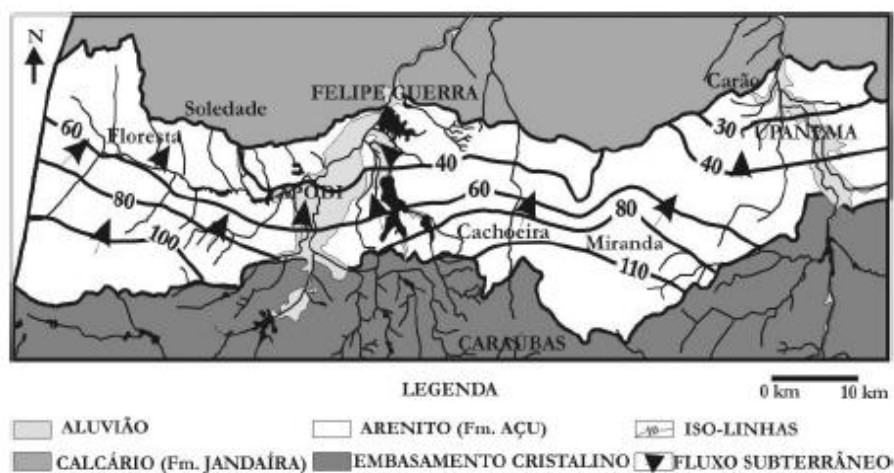 N
Soledade
FELIPE GUERRA
Carão
30
UPANEMA
60
Floresta
40
40
APÔDI
80
60
80
100
Cachoeira
Miranda
110
CARAÚBAS
LEGENDA
0 km 10 km
ALUVIÃO
ARENITO (Fm. AÇU)
ISO-LINHAS
CALCÁRIO (Fm. JANDAÍRA)
EMBASAMENTO CRISTALINO
FLUXO SUBTERRÂNEO